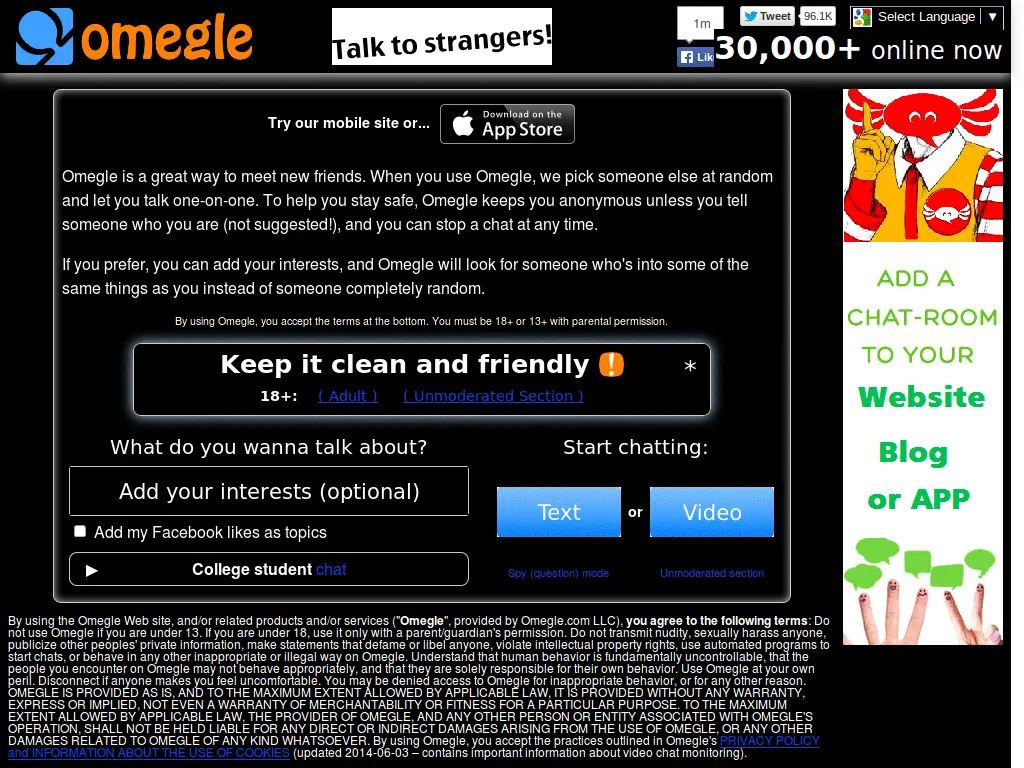 omegle
Talk to strangers!
1m
Tweet
96.1K
Select Language
▼
Lik
30,000+ online now
Try our mobile site or...
Download on the
App Store
Omegle is a great way to meet new friends. When you use Omegle, we pick someone else at random
and let you talk one-on-one. To help you stay safe, Omegle keeps you anonymous unless you tell
someone who you are (not suggested!), and you can stop a chat at any time.
If you prefer, you can add your interests, and Omegle will look for someone who's into some of the
same things as you instead of someone completely random.
By using Omegle, you accept the terms at the bottom. You must be 18+ or 13+ with parental permission.
Keep it clean and friendly !
*
18+: ( Adult ) ( Unmoderated Section )
What do you wanna talk about?
Add your interests (optional)
Add my Facebook likes as topics
▶ College student chat
Start chatting:
Text or Video
Spy (question) mode
Unmoderated section
ADD A
CHAT-ROOM
TO YOUR
Website
Blog
or APP
By using the Omegle Web site, and/or related products and/or services ("Omegle", provided by Omegle.com LLC), you agree to the following terms: Do
not use Omegle if you are under 13. If you are under 18, use it only with a parent/guardian's permission. Do not transmit nudity, sexually harass anyone,
publicize other peoples' private information, make statements that defame or libel anyone, violate intellectual property rights, use automated programs to
start chats, or behave in any other inappropriate or illegal way on Omegle. Understand that human behavior is fundamentally uncontrollable, that the
people you encounter on Omegle may not behave appropriately, and that they are solely responsible for their own behavior. Use Omegle at your own
peril. Disconnect if anyone makes you feel uncomfortable. You may be denied access to Omegle for inappropriate behavior, or for any other reason.
OMEGLE IS PROVIDED AS IS, AND TO THE MAXIMUM EXTENT ALLOWED BY APPLICABLE LAW, IT IS PROVIDED WITHOUT ANY WARRANTY,
EXPRESS OR IMPLIED, NOT EVEN A WARRANTY OF MERCHANTABILITY OR FITNESS FOR A PARTICULAR PURPOSE. TO THE MAXIMUM
EXTENT ALLOWED BY APPLICABLE LAW, THE PROVIDER OF OMEGLE, AND ANY OTHER PERSON OR ENTITY ASSOCIATED WITH OMEGLE'S
OPERATION, SHALL NOT BE HELD LIABLE FOR ANY DIRECT OR INDIRECT DAMAGES ARISING FROM THE USE OF OMEGLE, OR ANY OTHER
DAMAGES RELATED TO OMEGLE OF ANY KIND WHATSOEVER. By using Omegle, you accept the practices outlined in Omegle's PRIVACY POLICY
and INFORMATION ABOUT THE USE OF COOKIES (updated 2014-06-03 – contains important information about video chat monitoring).